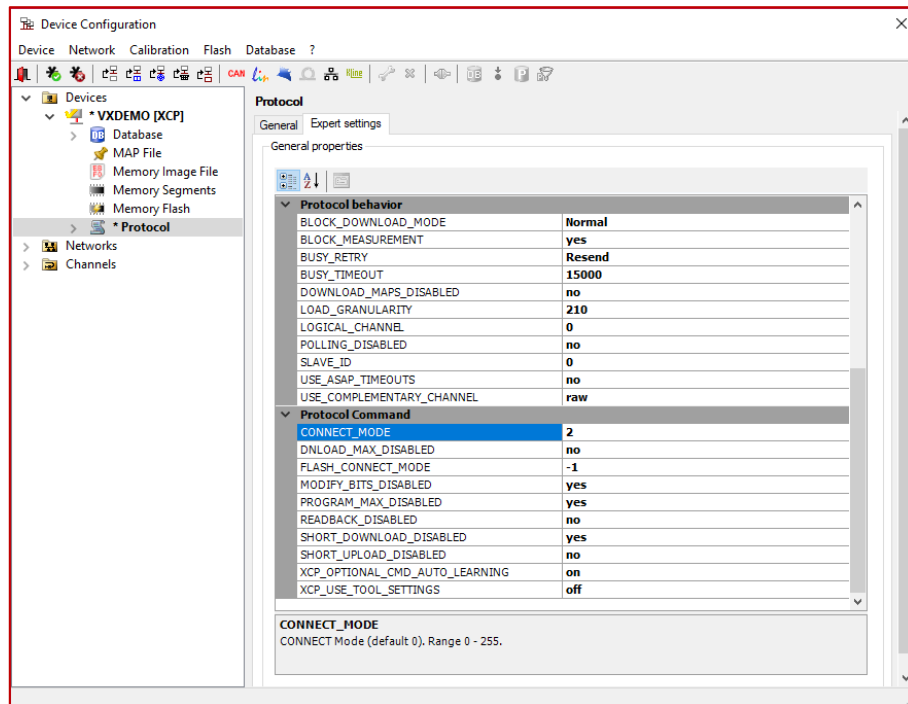 Device Configuration
Device Network Calibration Flash Database ?
CAN Kline DB P
Devices
* VXDEMO [XCP]
DB Database
MAP File
Memory Image File
Memory Segments
Memory Flash
* Protocol
Networks
Channels
Protocol
General Expert settings
General properties
Protocol behavior
BLOCK_DOWNLOAD_MODE Normal
BLOCK_MEASUREMENT yes
BUSY_RETRY Resend
BUSY_TIMEOUT 15000
DOWNLOAD_MAPS_DISABLED no
LOAD_GRANULARITY 210
LOGICAL_CHANNEL 0
POLLING_DISABLED no
SLAVE_ID 0
USE_ASAP_TIMEOUTS no
USE_COMPLEMENTARY_CHANNEL raw
Protocol Command
CONNECT_MODE 2
DNLOAD_MAX_DISABLED no
FLASH_CONNECT_MODE -1
MODIFY_BITS_DISABLED yes
PROGRAM_MAX_DISABLED yes
READBACK_DISABLED no
SHORT_DOWNLOAD_DISABLED yes
SHORT_UPLOAD_DISABLED no
XCP_OPTIONAL_CMD_AUTO_LEARNING on
XCP_USE_TOOL_SETTINGS off
CONNECT_MODE
CONNECT Mode (default 0). Range 0 - 255.